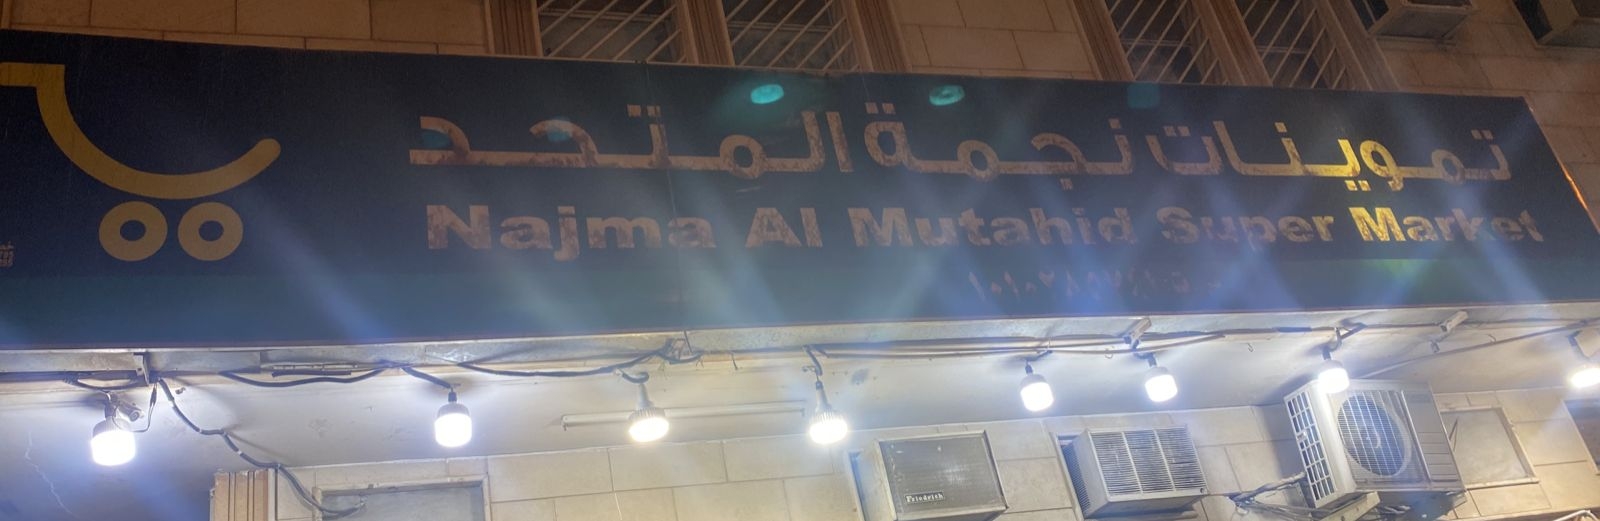 تموينات نجمة المتحد
Najma Al Mutahid Super Market
Friedrich